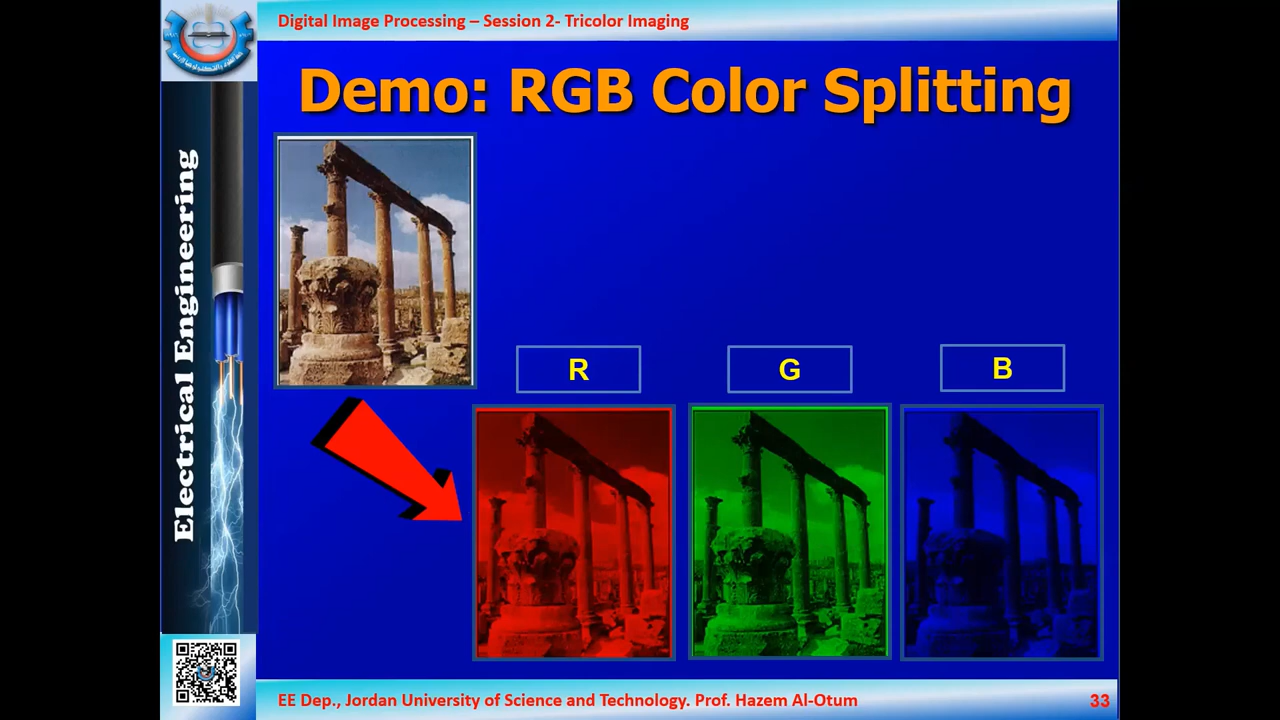 Digital Image Processing – Session 2- Tricolor Imaging
Demo: RGB Color Splitting
Electrical Engineering
R
G
B
EE Dep., Jordan University of Science and Technology. Prof. Hazem Al-Otum
33